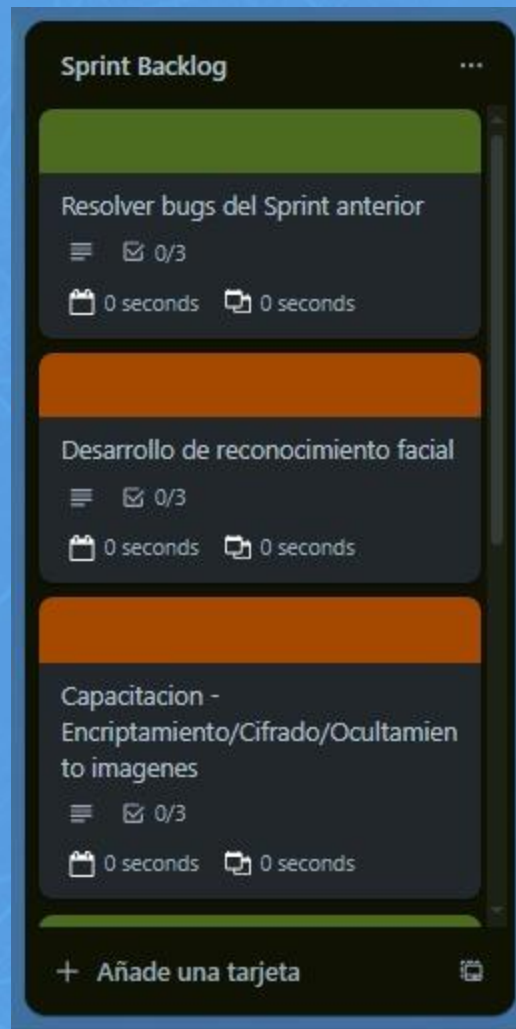 Sprint Backlog
Resolver bugs del Sprint anterior
0/3
0 seconds 0 seconds
Desarrollo de reconocimiento facial
0/3
0 seconds 0 seconds
Capacitacion -
Encriptamiento/Cifrado/Ocultamien
to imagenes
0/3
0 seconds 0 seconds
+ Añade una tarjeta